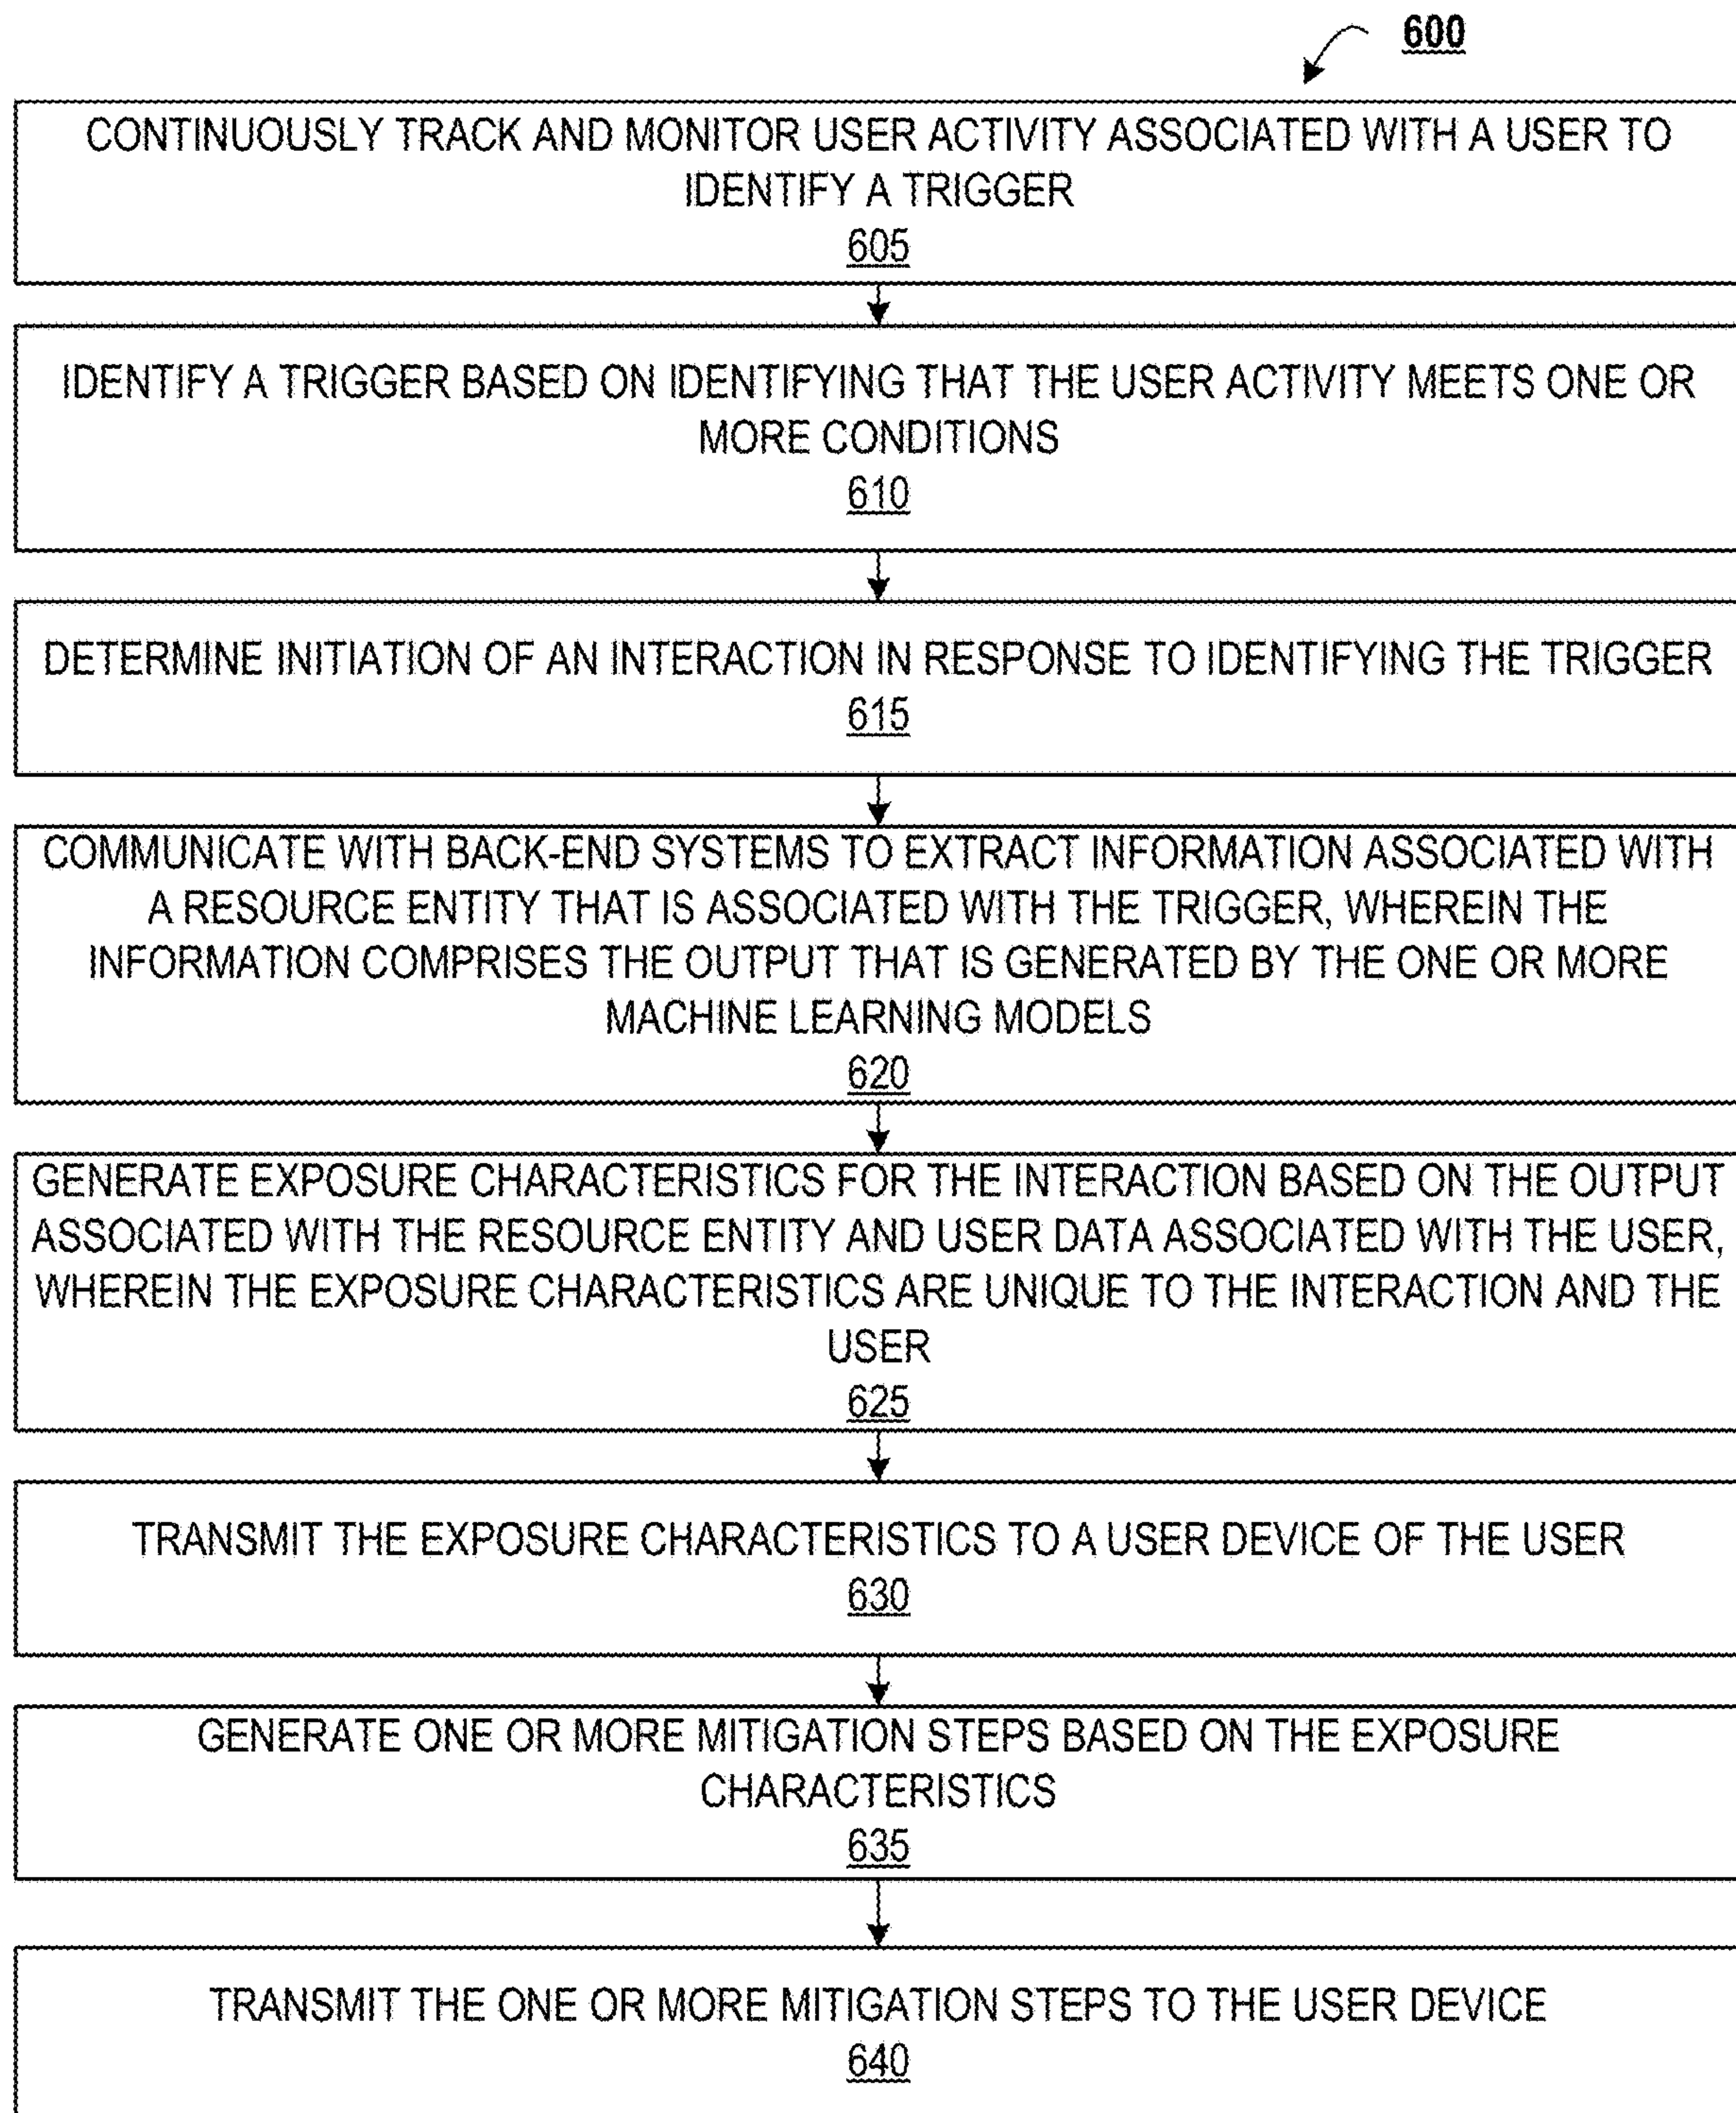 600
CONTINUOUSLY TRACK AND MONITOR USER ACTIVITY ASSOCIATED WITH A USER TO
IDENTIFY A TRIGGER
605
IDENTIFY A TRIGGER BASED ON IDENTIFYING THAT THE USER ACTIVITY MEETS ONE OR
MORE CONDITIONS
610
DETERMINE INITIATION OF AN INTERACTION IN RESPONSE TO IDENTIFYING THE TRIGGER
615
COMMUNICATE WITH BACK-END SYSTEMS TO EXTRACT INFORMATION ASSOCIATED WITH
A RESOURCE ENTITY THAT IS ASSOCIATED WITH THE TRIGGER, WHEREIN THE
INFORMATION COMPRISES THE OUTPUT THAT IS GENERATED BY THE ONE OR MORE
MACHINE LEARNING MODELS
620
GENERATE EXPOSURE CHARACTERISTICS FOR THE INTERACTION BASED ON THE OUTPUT
ASSOCIATED WITH THE RESOURCE ENTITY AND USER DATA ASSOCIATED WITH THE USER,
WHEREIN THE EXPOSURE CHARACTERISTICS ARE UNIQUE TO THE INTERACTION AND THE
USER
625
TRANSMIT THE EXPOSURE CHARACTERISTICS TO A USER DEVICE OF THE USER
630
GENERATE ONE OR MORE MITIGATION STEPS BASED ON THE EXPOSURE
CHARACTERISTICS
635
TRANSMIT THE ONE OR MORE MITIGATION STEPS TO THE USER DEVICE
640